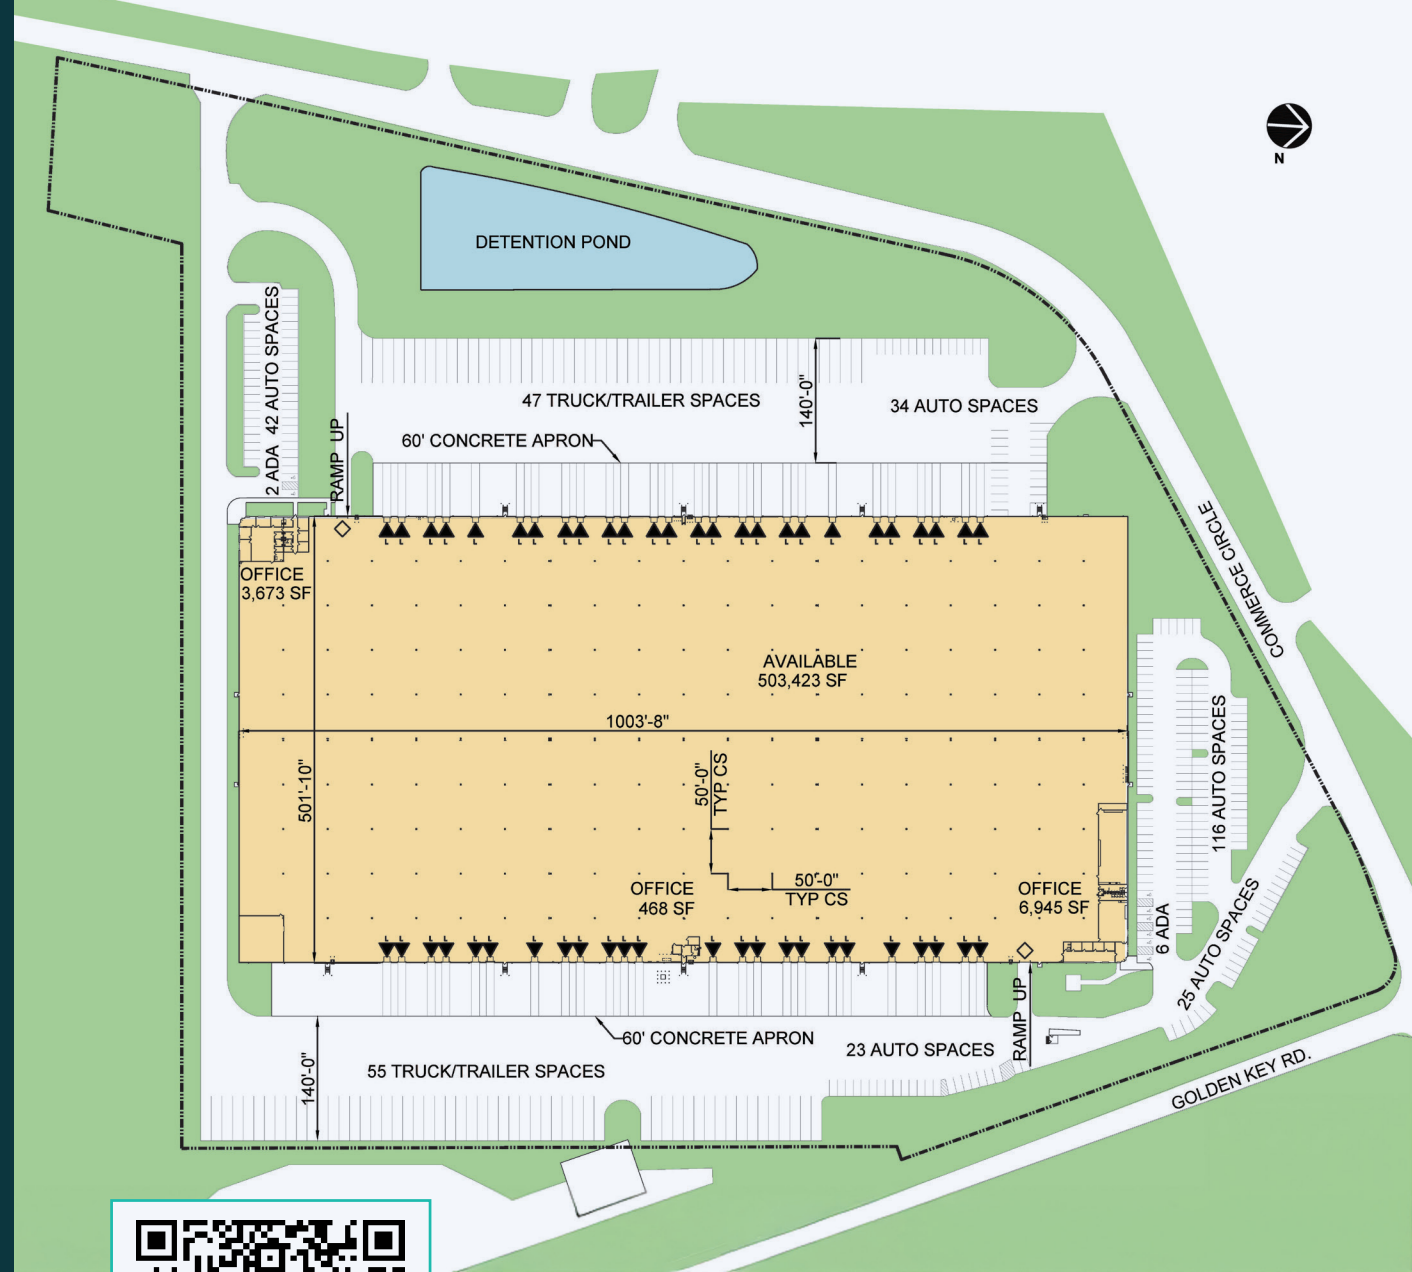 N
DETENTION POND
2 ADA 42 AUTO SPACES
47 TRUCK/TRAILER SPACES
140'-0"
34 AUTO SPACES
RAMP UP
60' CONCRETE APRON
COMMERCE CIRCLE
OFFICE
3,673 SF
AVAILABLE
503,423 SF
1003'-8"
501'-10"
50'-0"
TYP CS
50'-0"
TYP CS
116 AUTO SPACES
OFFICE
468 SF
OFFICE
6,945 SF
6 ADA
25 AUTO SPACES
RAMP UP
60' CONCRETE APRON
23 AUTO SPACES
55 TRUCK/TRAILER SPACES
140'-0"
GOLDEN KEY RD.